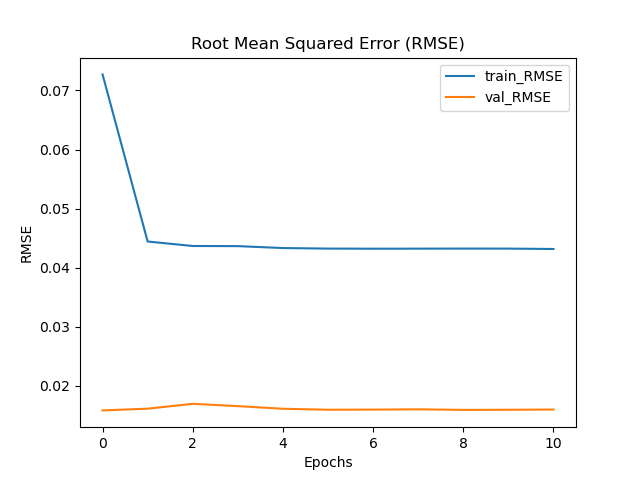 Root Mean Squared Error (RMSE)
train_RMSE
val_RMSE
0.07
0.06
0.05
0.04
0.03
0.02
RMSE
0 2 4 6 8 10
Epochs